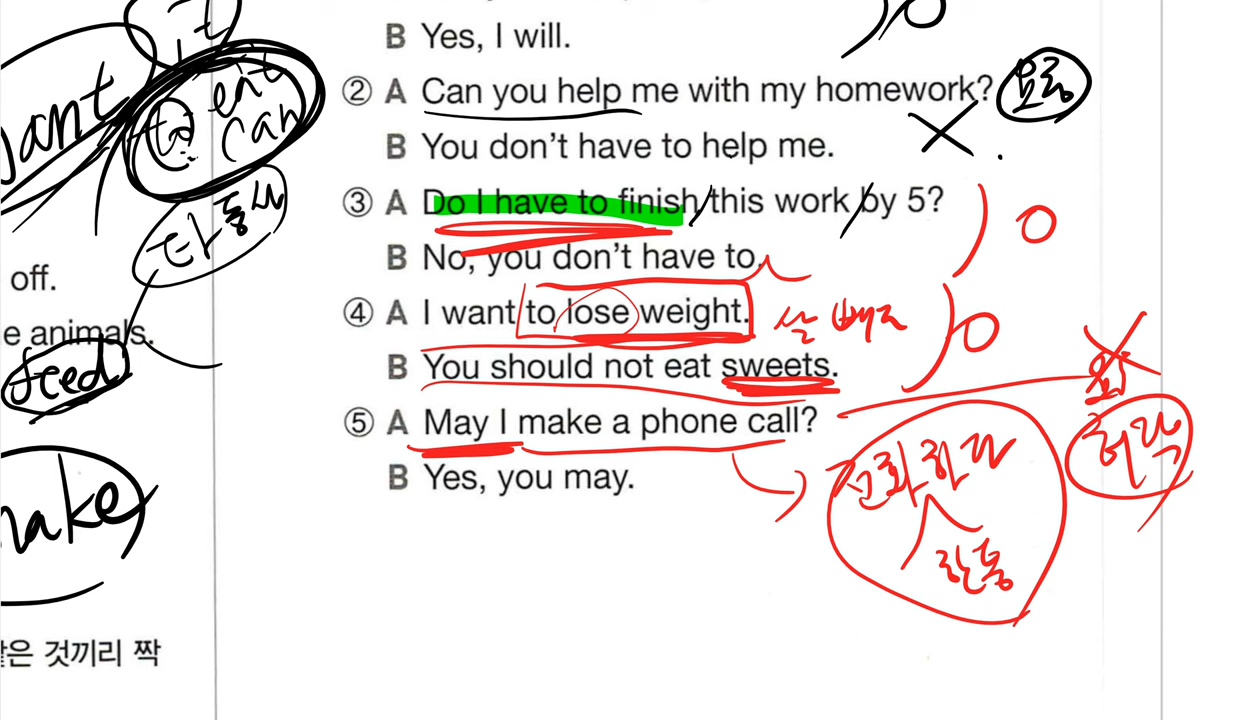 B Yes, I will.
② A Can you help me with my homework?
B You don't have to help me.
③ A Do I have to finish this work by 5?
B No, you don't have to.
④ A I want to lose weight.
살 빼다
B You should not eat sweets.
⑤ A May I make a phone call?
허락
B Yes, you may.
전화하다
eat
can
타동사
off.
e animals.
feed
make
같은 것끼리 짝